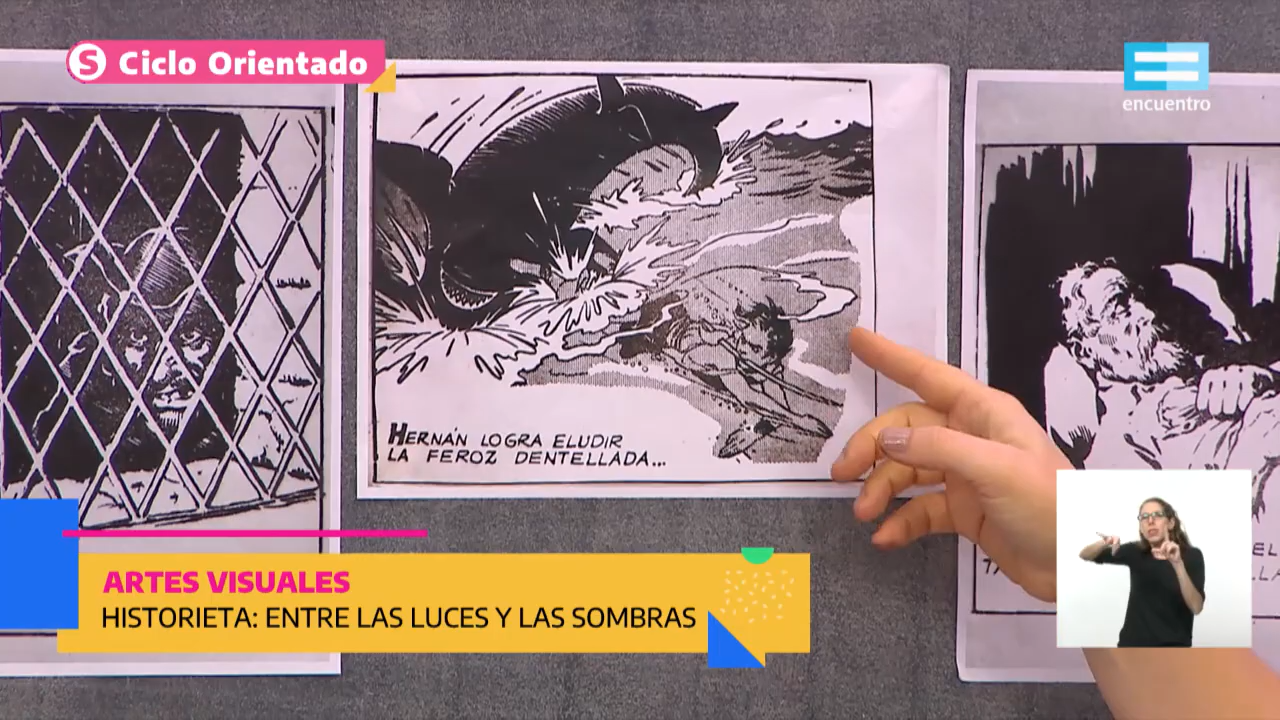 S Ciclo Orientado
encuentro
HERNÁN LOGRA ELUDIR
LA FEROZ DENTELLADA...
ARTES VISUALES
HISTORIETA: ENTRE LAS LUCES Y LAS SOMBRAS